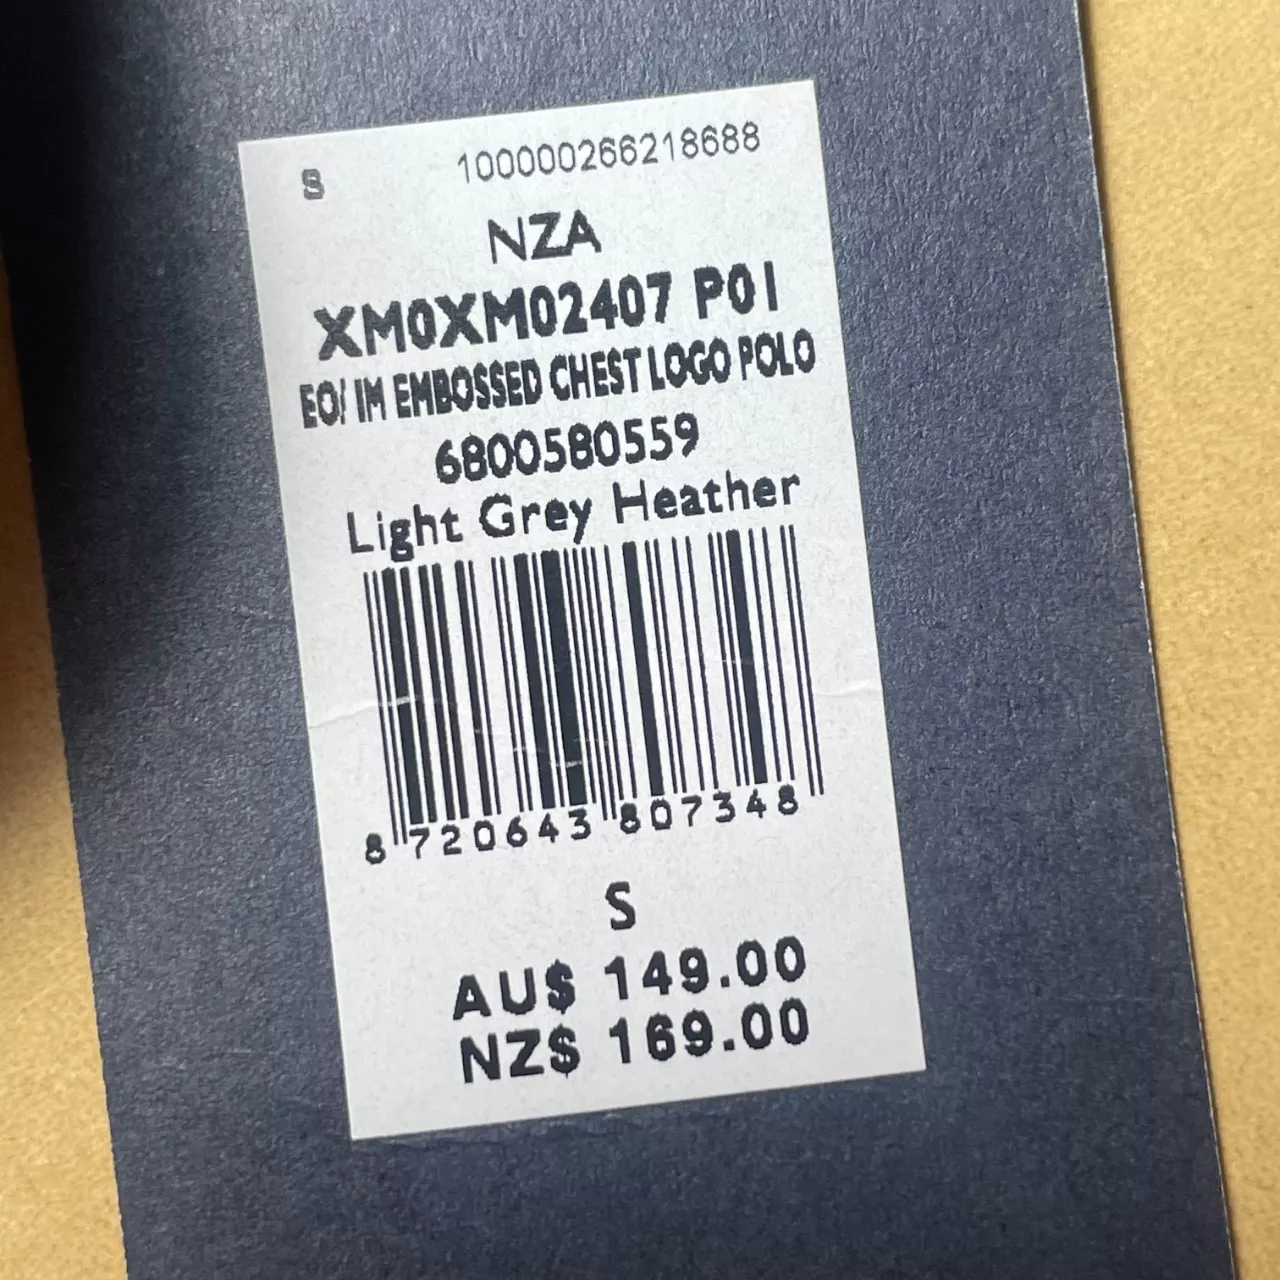 S 100000266218688
NZA
XM0XM02407 P01
EO/ IM EMBOSSED CHEST LOGO POLO
6800580559
Light Grey Heather
8 720643 807348
S
AU$ 149.00
NZ$ 169.00